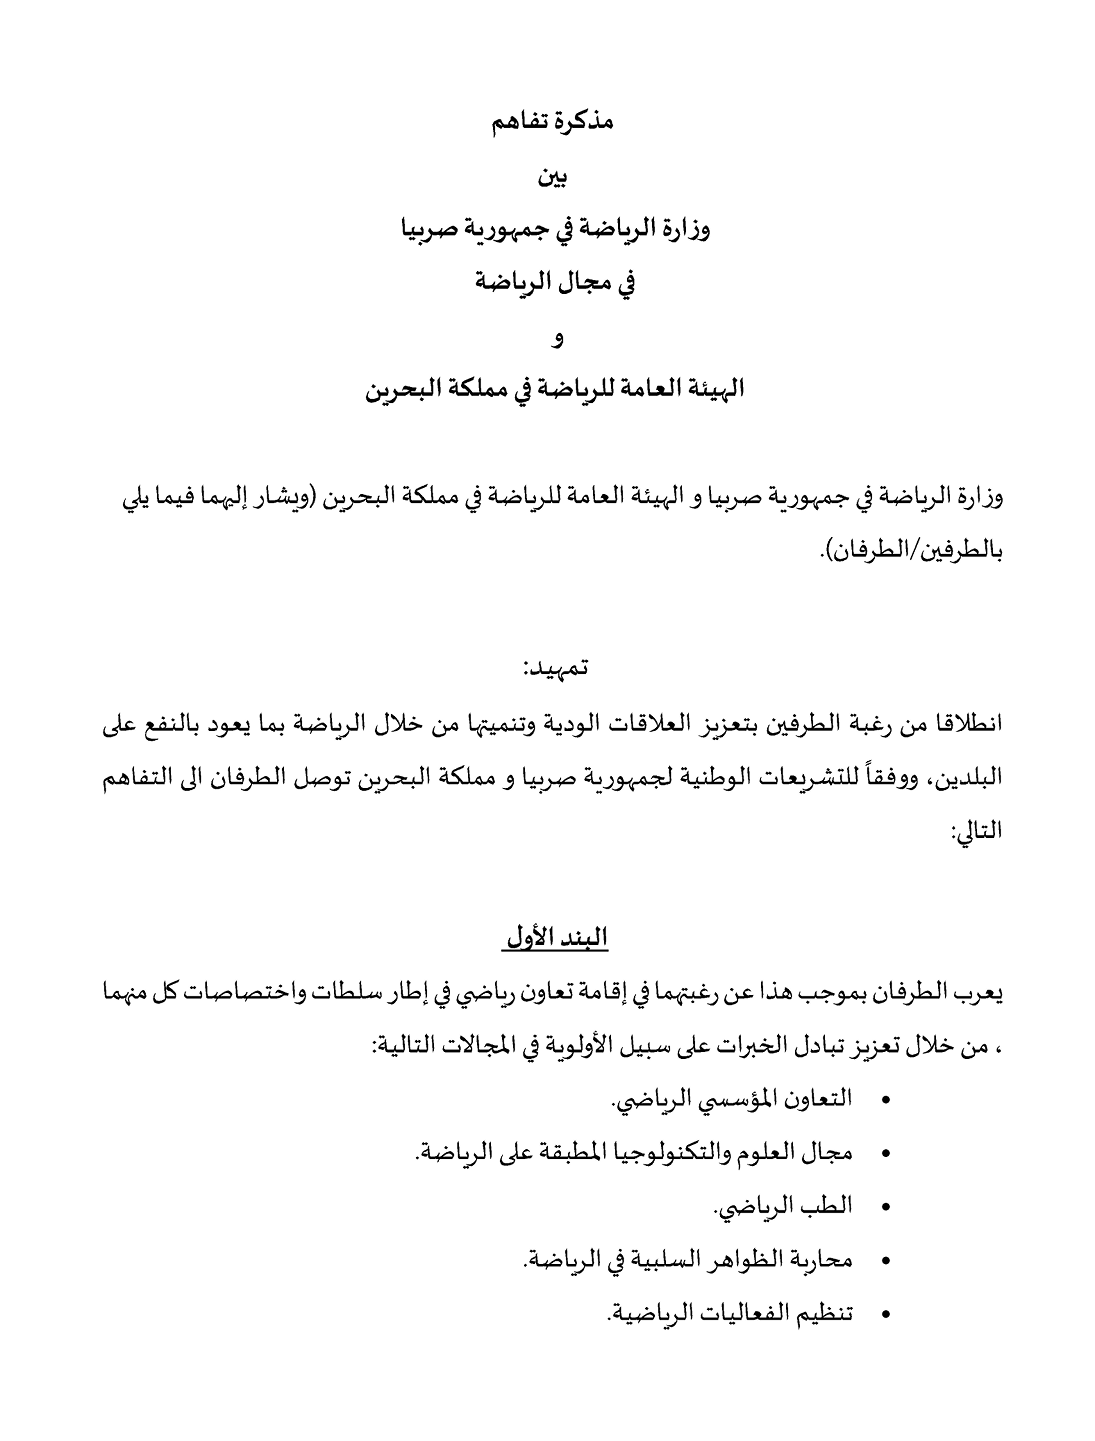 مذكرة تفاهم
بين
وزارة الرياضة في جمهورية صربيا
في مجال الرياضة
و
الهيئة العامة للرياضة في مملكة البحرين
وزارة الرياضة في جمهورية صربيا و الهيئة العامة للرياضة في مملكة البحرين (ويشار إليهما فيما يلي
بالطرفين/الطرفان).
تمهيد:
انطلاقا من رغبة الطرفين بتعزيز العلاقات الودية وتنميتها من خلال الرياضة بما يعود بالنفع على
البلدين، ووفقاً للتشريعات الوطنية لجمهورية صربيا و مملكة البحرين توصل الطرفان الى التفاهم
التالي:
البند الأول
يعرب الطرفان بموجب هذا عن رغبتهما في إقامة تعاون رياضي في إطار سلطات واختصاصات كل منهما
، من خلال تعزيز تبادل الخبرات على سبيل الأولوية في المجالات التالية:
• التعاون المؤسسي الرياضي.
• مجال العلوم والتكنولوجيا المطبقة على الرياضة.
• الطب الرياضي.
• محاربة الظواهر السلبية في الرياضة.
• تنظيم الفعاليات الرياضية.